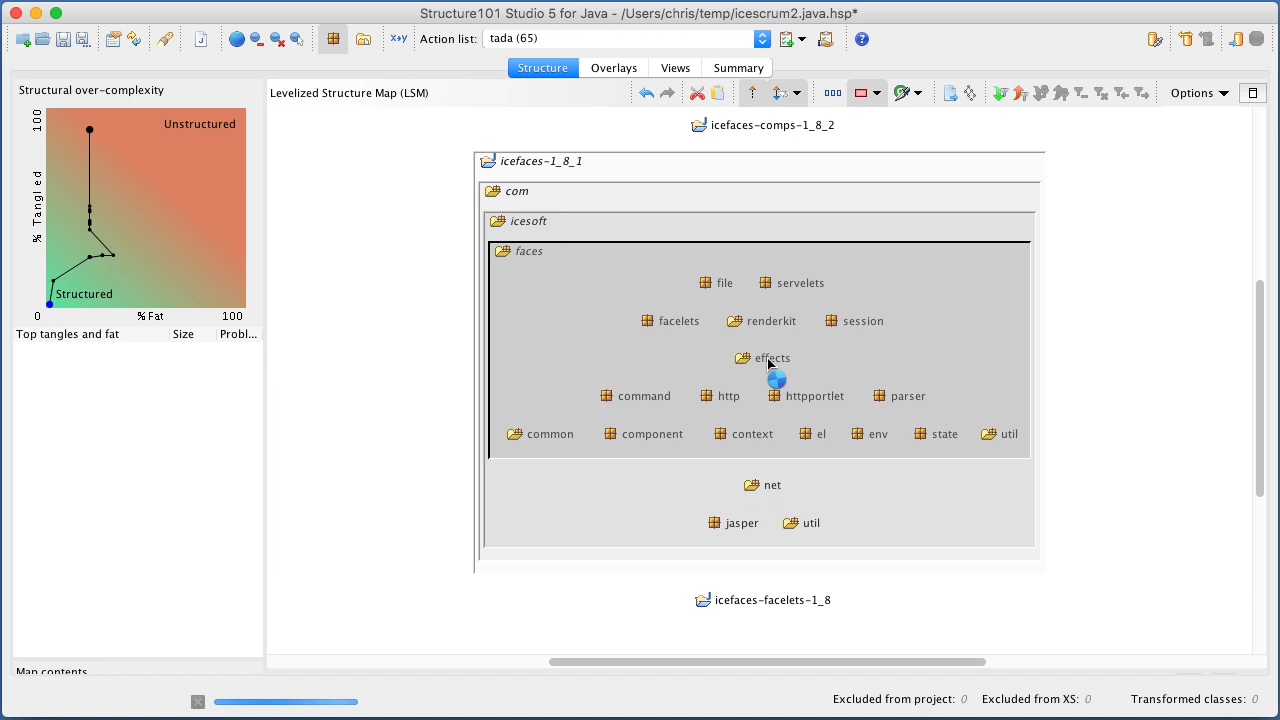 Structure101 Studio 5 for Java - /Users/chris/temp/icescrum2.java.hsp*
x+y Action list: tada (65) ?
Structure Overlays Views Summary
Structural over-complexity
Levelized Structure Map (LSM)
Options
100
Unstructured
% Tangled
Structured
0 % Fat 100
Top tangles and fat Size Probl...
Map contents
icefaces-comps-1_8_2
icefaces-1_8_1
com
icesoft
faces
file servelets
facelets renderkit session
effects
command http httpportlet parser
common component context el env state util
net
jasper util
icefaces-facelets-1_8
Excluded from project: 0 Excluded from XS: 0 Transformed classes: 0